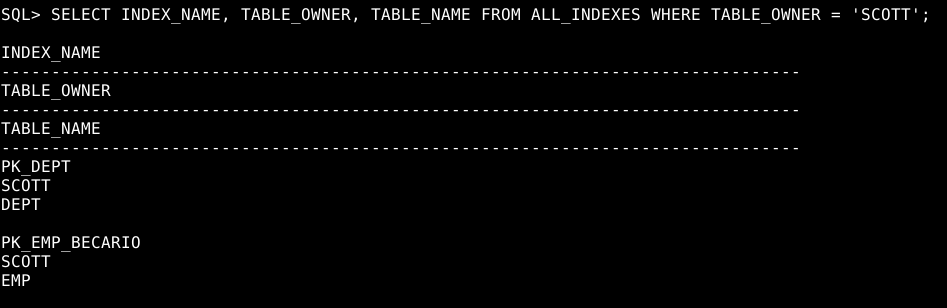 SQL> SELECT INDEX_NAME, TABLE_OWNER, TABLE_NAME FROM ALL_INDEXES WHERE TABLE_OWNER = 'SCOTT';
INDEX_NAME
--------------------------------------------------------------------------------
TABLE_OWNER
--------------------------------------------------------------------------------
TABLE_NAME
--------------------------------------------------------------------------------
PK_DEPT
SCOTT
DEPT
PK_EMP_BECARIO
SCOTT
EMP